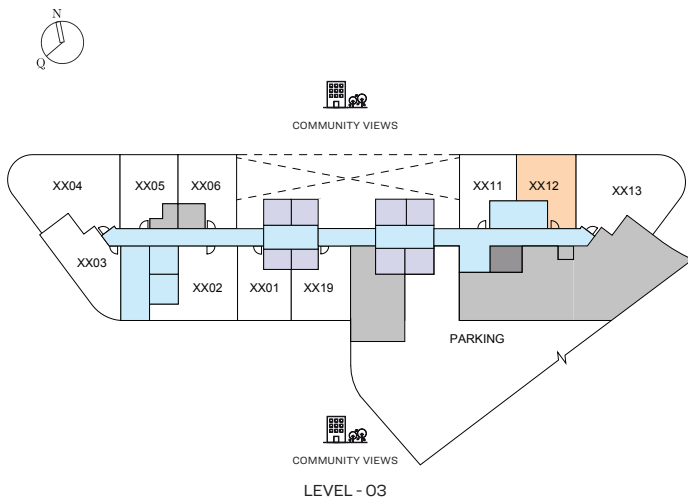 N
Q
COMMUNITY VIEWS
XX04
XX05
XX06
XX11
XX12
XX13
XX03
XX02
XX01
XX19
PARKING
N
COMMUNITY VIEWS
LEVEL - 03